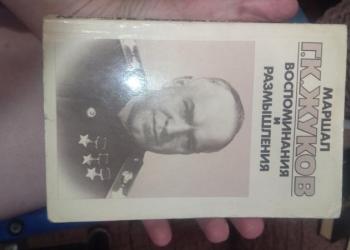 МАРШАЛ
Г.К.ЖУКОВ
ВОСПОМИНАНИЯ
И
РАЗМЫШЛЕНИЯ